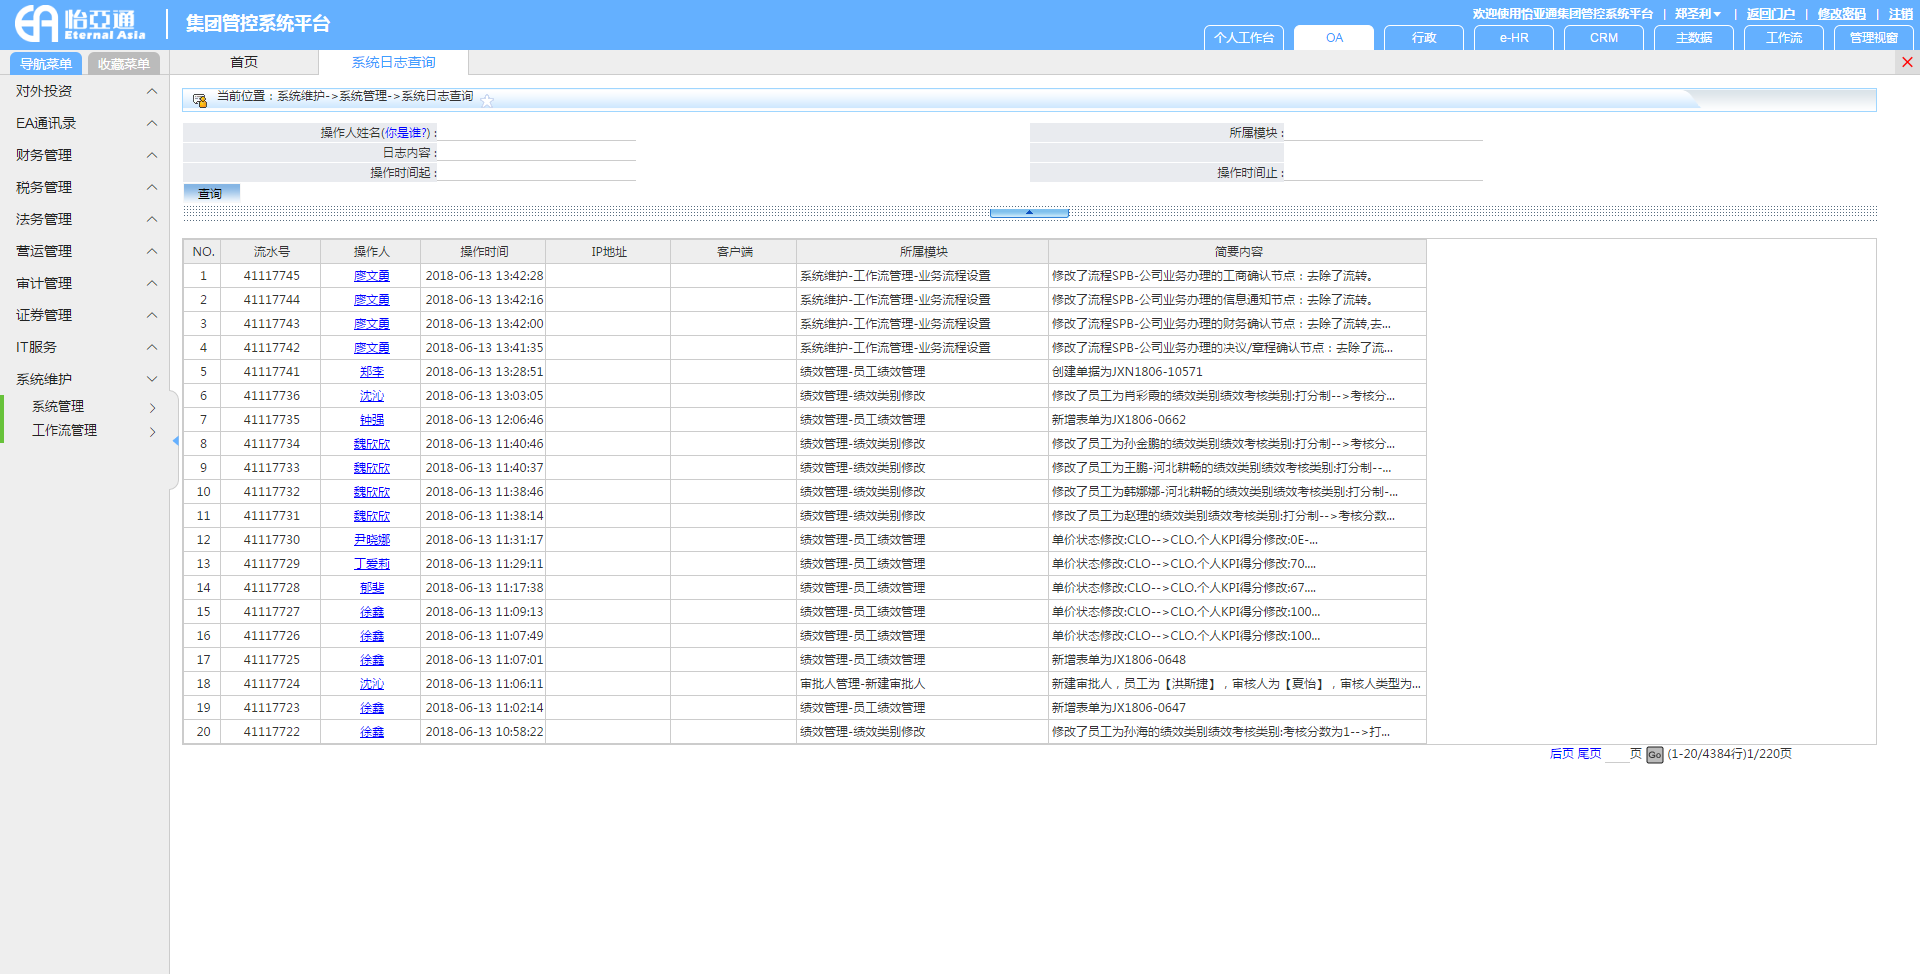 怡亞通
Eternal Asia
集团管控系统平台
欢迎使用怡亚通集团管控系统平台 | 郑圣利 | 返回门户 | 修改密码 | 注销
个人工作台 OA 行政 e-HR CRM 主数据 工作流 管理视窗
导航菜单 收藏菜单 首页 系统日志查询
对外投资
EA通讯录
财务管理
税务管理
法务管理
营运管理
审计管理
证券管理
IT服务
系统维护
系统管理
工作流管理
当前位置：系统维护->系统管理->系统日志查询
操作人姓名(你是谁?) : 所属模块 :
日志内容 :
操作时间起 : 操作时间止 :
查询
NO. 流水号 操作人 操作时间 IP地址 客户端 所属模块 简要内容
1 41117745 廖文勇 2018-06-13 13:42:28 系统维护-工作流管理-业务流程设置 修改了流程SPB-公司业务办理的工商确认节点：去除了流转。
2 41117744 廖文勇 2018-06-13 13:42:16 系统维护-工作流管理-业务流程设置 修改了流程SPB-公司业务办理的信息通知节点：去除了流转。
3 41117743 廖文勇 2018-06-13 13:42:00 系统维护-工作流管理-业务流程设置 修改了流程SPB-公司业务办理的财务确认节点：去除了流转,去...
4 41117742 廖文勇 2018-06-13 13:41:35 系统维护-工作流管理-业务流程设置 修改了流程SPB-公司业务办理的决议/章程确认节点：去除了流...
5 41117741 郑李 2018-06-13 13:28:51 绩效管理-员工绩效管理 创建单据为JXN1806-10571
6 41117736 沈沁 2018-06-13 13:03:05 绩效管理-绩效类别修改 修改了员工为肖彩霞的绩效类别绩效考核类别:打分制-->考核分...
7 41117735 钟强 2018-06-13 12:06:46 绩效管理-员工绩效管理 新增表单为JX1806-0662
8 41117734 魏欣欣 2018-06-13 11:40:46 绩效管理-绩效类别修改 修改了员工为孙金鹏的绩效类别绩效考核类别:打分制-->考核分...
9 41117733 魏欣欣 2018-06-13 11:40:37 绩效管理-绩效类别修改 修改了员工为王鹏-河北耕畅的绩效类别绩效考核类别:打分制--...
10 41117732 魏欣欣 2018-06-13 11:38:46 绩效管理-绩效类别修改 修改了员工为韩娜娜-河北耕畅的绩效类别绩效考核类别:打分制-...
11 41117731 魏欣欣 2018-06-13 11:38:14 绩效管理-绩效类别修改 修改了员工为赵理的绩效类别绩效考核类别:打分制-->考核分数...
12 41117730 尹晓娜 2018-06-13 11:31:17 绩效管理-员工绩效管理 单价状态修改:CLO-->CLO.个人KPI得分修改:0E-...
13 41117729 丁爱莉 2018-06-13 11:29:11 绩效管理-员工绩效管理 单价状态修改:CLO-->CLO.个人KPI得分修改:70....
14 41117728 郁斐 2018-06-13 11:17:38 绩效管理-员工绩效管理 单价状态修改:CLO-->CLO.个人KPI得分修改:67....
15 41117727 徐鑫 2018-06-13 11:09:13 绩效管理-员工绩效管理 单价状态修改:CLO-->CLO.个人KPI得分修改:100...
16 41117726 徐鑫 2018-06-13 11:07:49 绩效管理-员工绩效管理 单价状态修改:CLO-->CLO.个人KPI得分修改:100...
17 41117725 徐鑫 2018-06-13 11:07:01 绩效管理-员工绩效管理 新增表单为JX1806-0648
18 41117724 沈沁 2018-06-13 11:06:11 审批人管理-新建审批人 新建审批人，员工为【洪斯捷】，审核人为【夏怡】，审核人类型为...
19 41117723 徐鑫 2018-06-13 11:02:14 绩效管理-员工绩效管理 新增表单为JX1806-0647
20 41117722 徐鑫 2018-06-13 10:58:22 绩效管理-绩效类别修改 修改了员工为孙海的绩效类别绩效考核类别:考核分数为1-->打...
后页 尾页 页 Go (1-20/4384行)1/220页